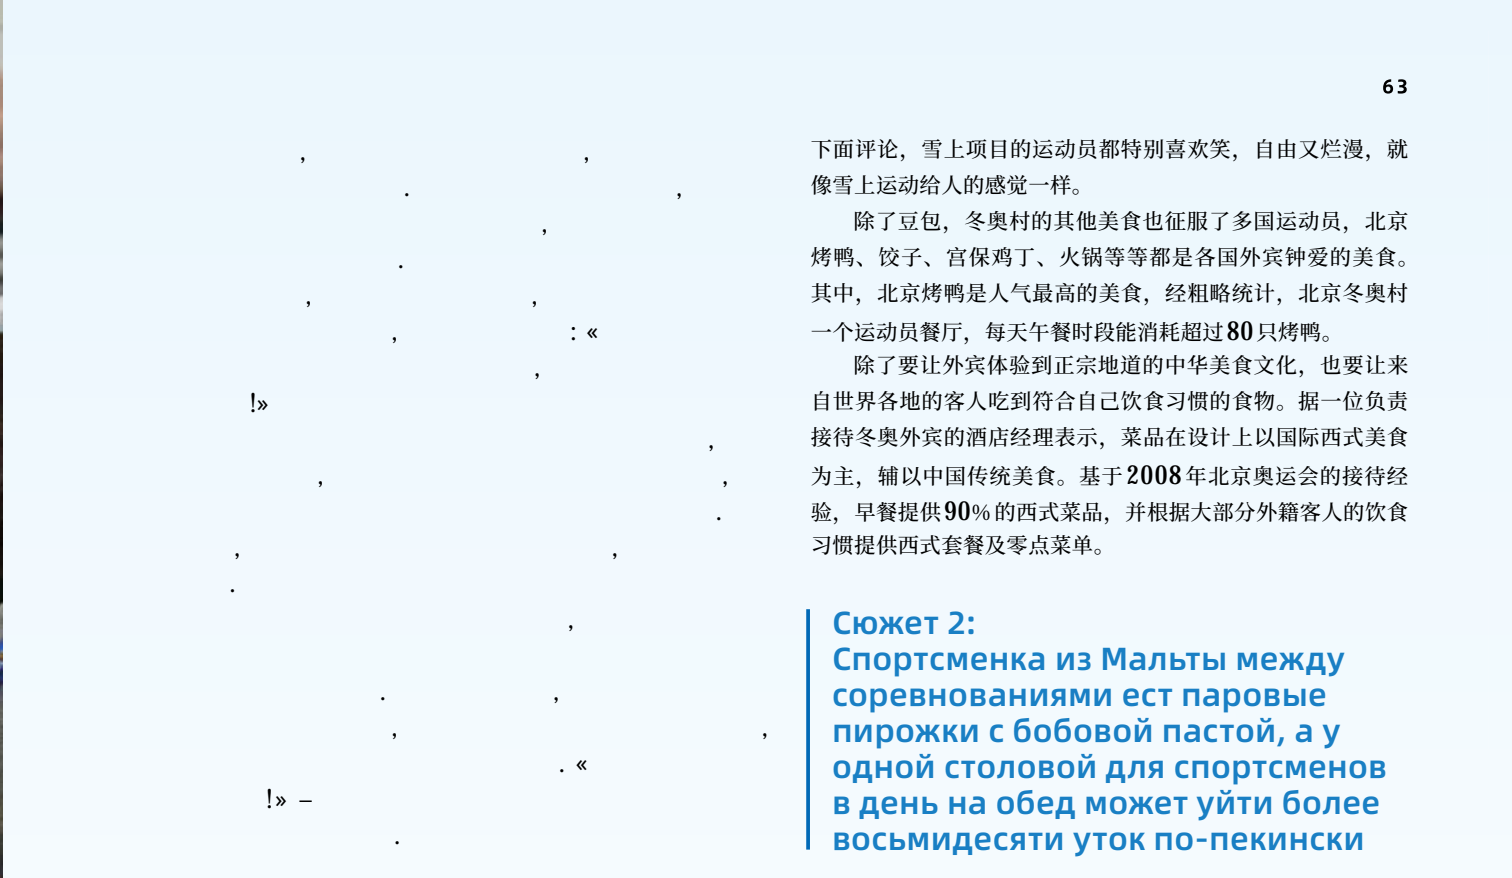 63
下面评论，雪上项目的运动员都特别喜欢笑，自由又烂漫，就
像雪上运动给人的感觉一样。
除了豆包，冬奥村的其他美食也征服了多国运动员，北京
烤鸭、饺子、宫保鸡丁、火锅等等都是各国外宾钟爱的美食。
其中，北京烤鸭是人气最高的美食，经粗略统计，北京冬奥村
一个运动员餐厅，每天午餐时段能消耗超过80只烤鸭。
除了要让外宾体验到正宗地道的中华美食文化，也要让来
自世界各地的客人吃到符合自己饮食习惯的食物。据一位负责
接待冬奥外宾的酒店经理表示，菜品在设计上以国际西式美食
为主，辅以中国传统美食。基于2008年北京奥运会的接待经
验，早餐提供90%的西式菜品，并根据大部分外籍客人的饮食
习惯提供西式套餐及零点菜单。
Сюжет 2:
Спортсменка из Мальты между
соревнованиями ест паровые
пирожки с бобовой пастой, а у
одной столовой для спортсменов
в день на обед может уйти более
восьмидесяти уток по-пекински